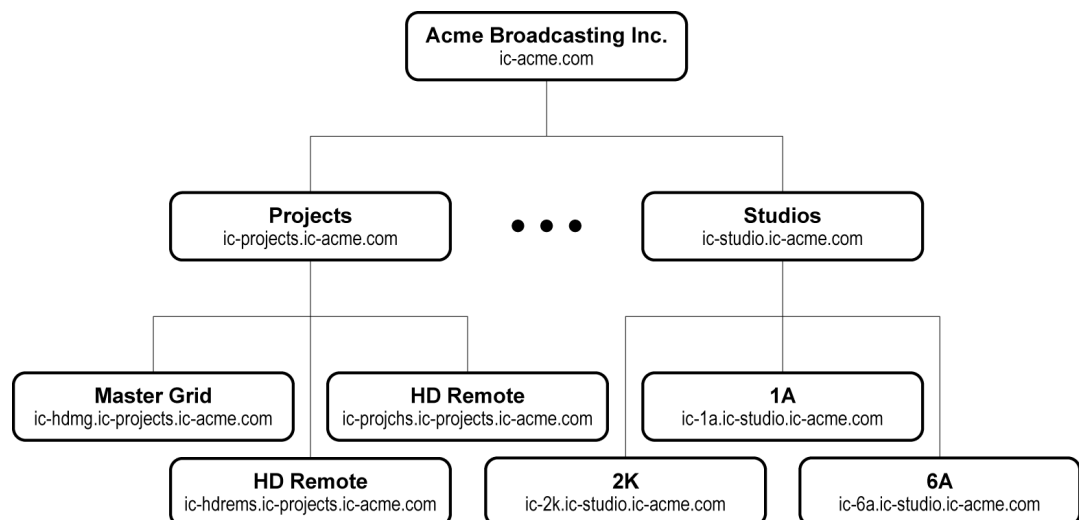 Acme Broadcasting Inc.
ic-acme.com
Projects
ic-projects.ic-acme.com
Studios
ic-studio.ic-acme.com
Master Grid
ic-hdmg.ic-projects.ic-acme.com
HD Remote
ic-projchs.ic-projects.ic-acme.com
1A
ic-1a.ic-studio.ic-acme.com
HD Remote
ic-hdrems.ic-projects.ic-acme.com
2K
ic-2k.ic-studio.ic-acme.com
6A
ic-6a.ic-studio.ic-acme.com